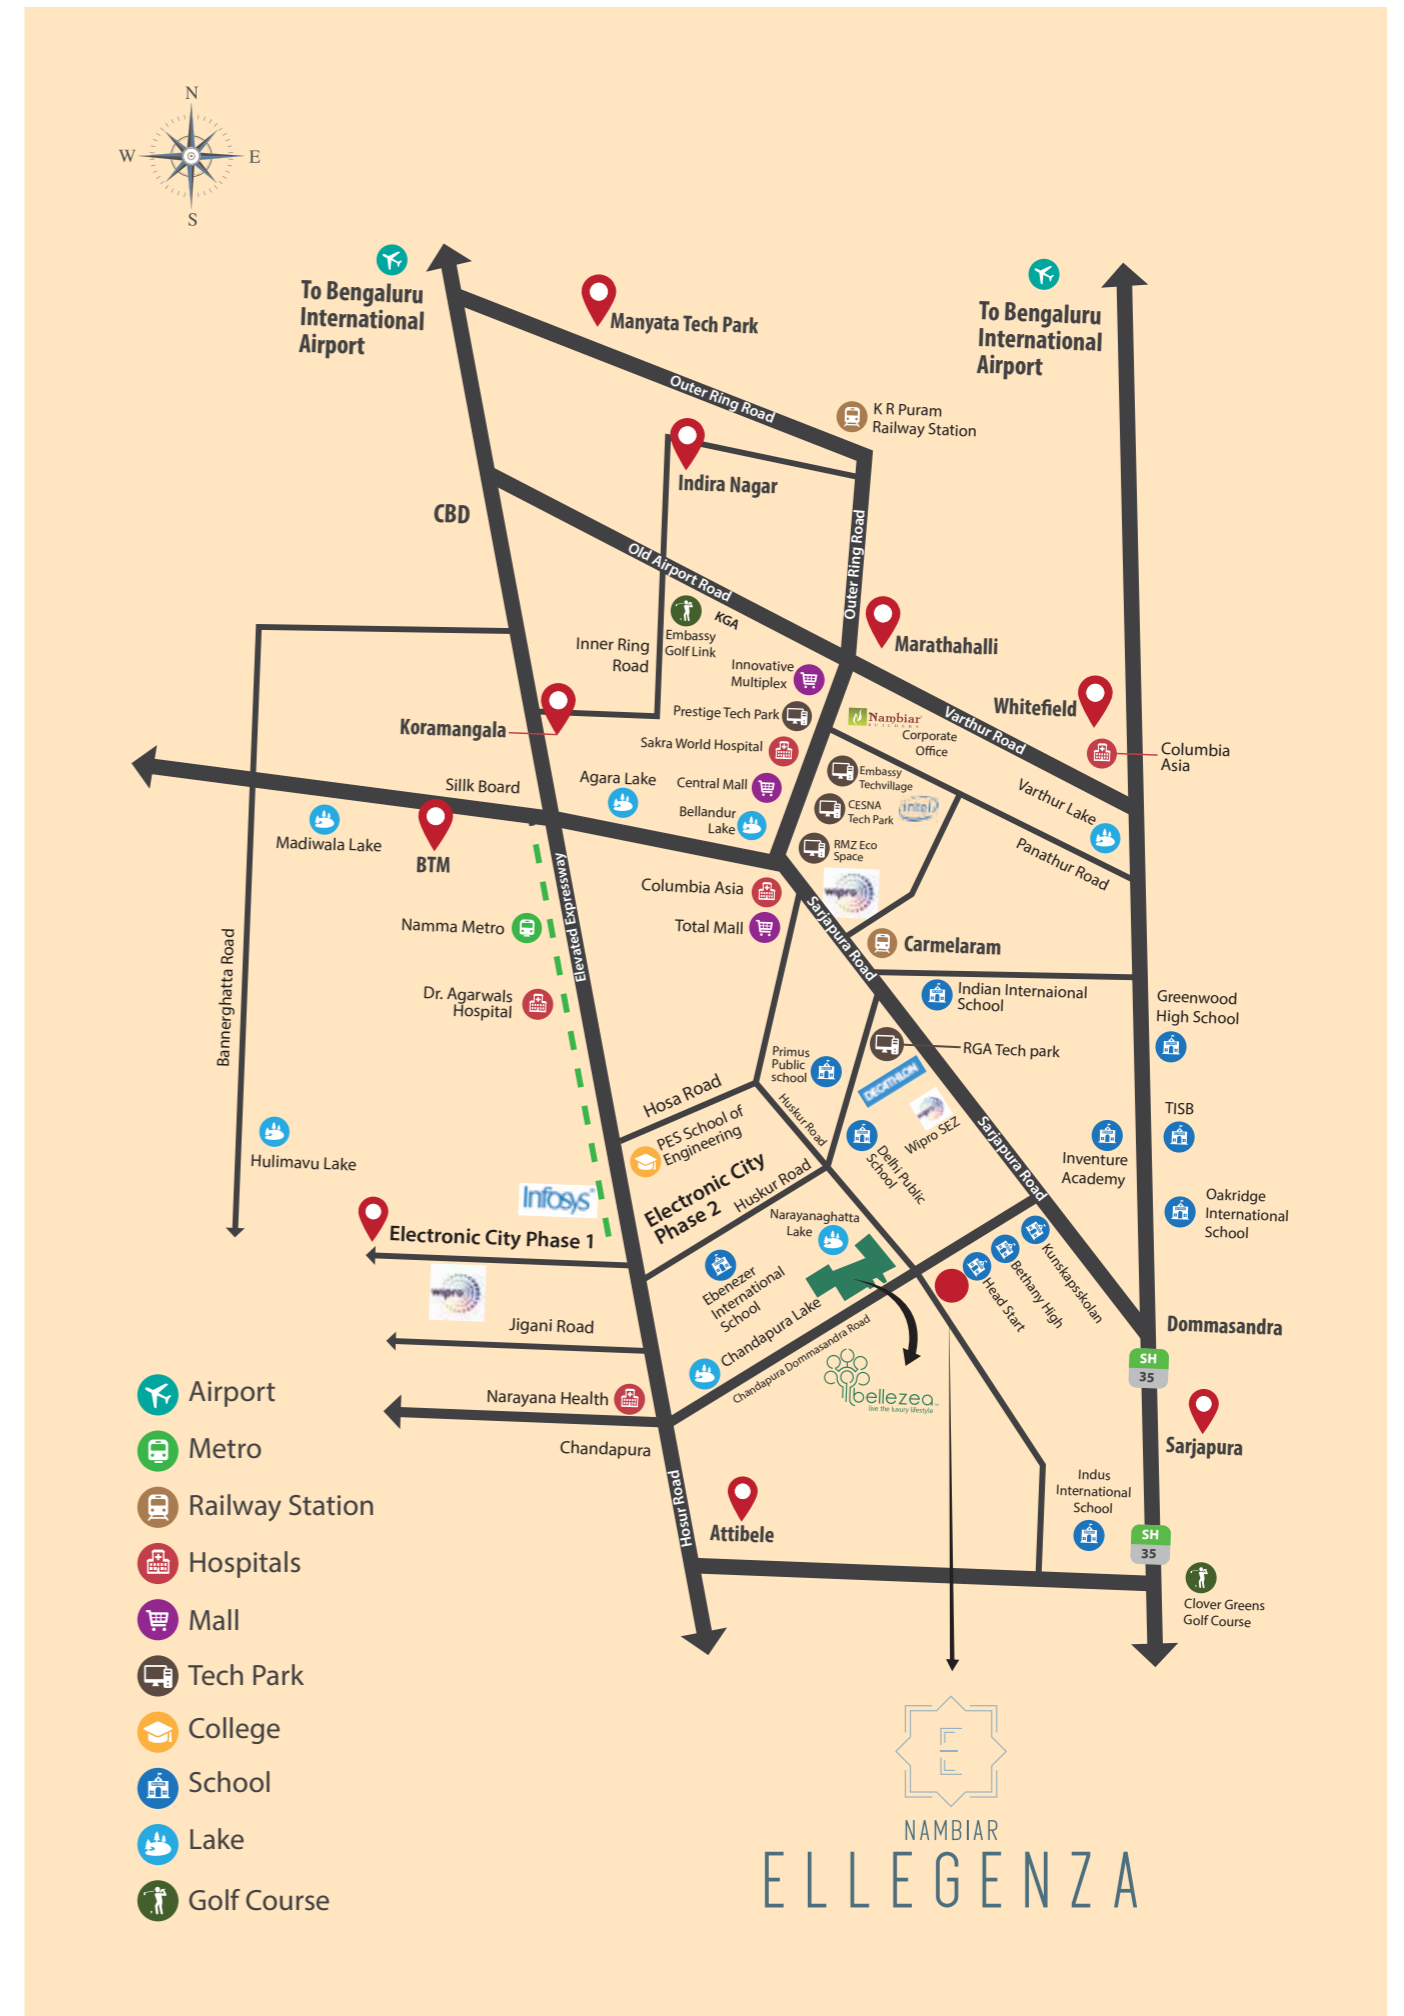 N
W
E
S
To Bengaluru
International
Airport
Manyata Tech Park
To Bengaluru
International
Airport
Outer Ring Road
K R Puram
Railway Station
Indira Nagar
CBD
Old Airport Road
Outer Ring Road
KGA
Embassy
Golf Link
Inner Ring
Road
Marathahalli
Innovative
Multiplex
Whitefield
Koramangala
Prestige Tech Park
Nambiar
BUILDERS
Corporate
Office
Varthur Road
Sakra World Hospital
Columbia
Asia
Sillk Board
Agara Lake
Central Mall
Embassy
Techvillage
Varthur Lake
Bellandur
Lake
CESNA
Tech Park
intel
Madiwala Lake
BTM
RMZ Eco
Space
Panathur Road
Columbia Asia
wipro
Elevated Expressway
Total Mall
Namma Metro
Sarjapura Road
Carmelaram
Bannerghatta Road
Dr. Agarwals
Hospital
Indian Internaional
School
Greenwood
High School
RGA Tech park
Primus
Public
school
DECATHLON
Hosa Road
Huskur Road
Wipro SEZ
Sarjapura Road
TISB
PES School of
Engineering
Delhi Public
School
Inventure
Academy
Hulimavu Lake
Electronic City
Phase 2
Huskur Road
Infosys
Oakridge
International
School
Narayanaghatta
Lake
Electronic City Phase 1
Kunskapsskolan
Bethany High
Head Start
wipro
Ebenezer
International
School
Chandapura Lake
Jigani Road
Chandapura Dommasandra Road
Dommasandra
SH
35
bellezea
live the luxury lifestyle
Narayana Health
Chandapura
Sarjapura
Hosur Road
Attibele
Indus
International
School
SH
35
Clover Greens
Golf Course
Airport
Metro
Railway Station
Hospitals
Mall
Tech Park
College
School
Lake
Golf Course
E
NAMBIAR
ELLEGENZA